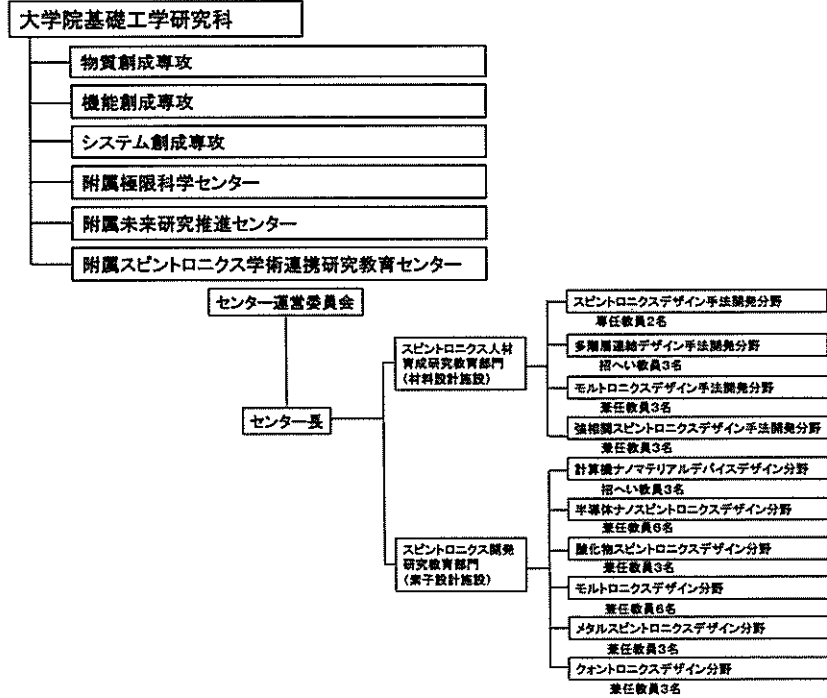 大学院基礎工学研究科
物質創成専攻
機能創成専攻
システム創成専攻
附属極限科学センター
附属未来研究推進センター
附属スピントロニクス学術連携研究教育センター
センター運営委員会
センター長
スピントロニクス人材
育成研究教育部門
(材料設計施設)
スピントロニクスデザイン手法開発分野
専任教員2名
多階層連結デザイン手法開発分野
招へい教員3名
モルトロニクスデザイン手法開発分野
兼任教員3名
強相関スピントロニクスデザイン手法開発分野
兼任教員3名
スピントロニクス開発
研究教育部門
(素子設計施設)
計算機ナノマテリアルデバイスデザイン分野
招へい教員3名
半導体ナノスピントロニクスデザイン分野
兼任教員6名
酸化物スピントロニクスデザイン分野
兼任教員3名
モルトロニクスデザイン分野
兼任教員6名
メタルスピントロニクスデザイン分野
兼任教員3名
クォントロニクスデザイン分野
兼任教員3名